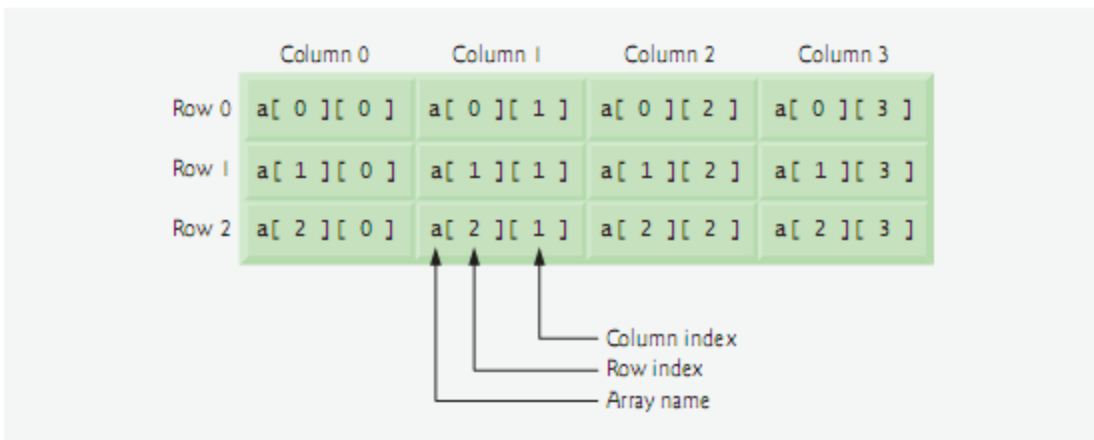 Column 0 Column 1 Column 2 Column 3
Row 0 a[ 0 ][ 0 ] a[ 0 ][ 1 ] a[ 0 ][ 2 ] a[ 0 ][ 3 ]
Row 1 a[ 1 ][ 0 ] a[ 1 ][ 1 ] a[ 1 ][ 2 ] a[ 1 ][ 3 ]
Row 2 a[ 2 ][ 0 ] a[ 2 ][ 1 ] a[ 2 ][ 2 ] a[ 2 ][ 3 ]
Column index
Row index
Array name